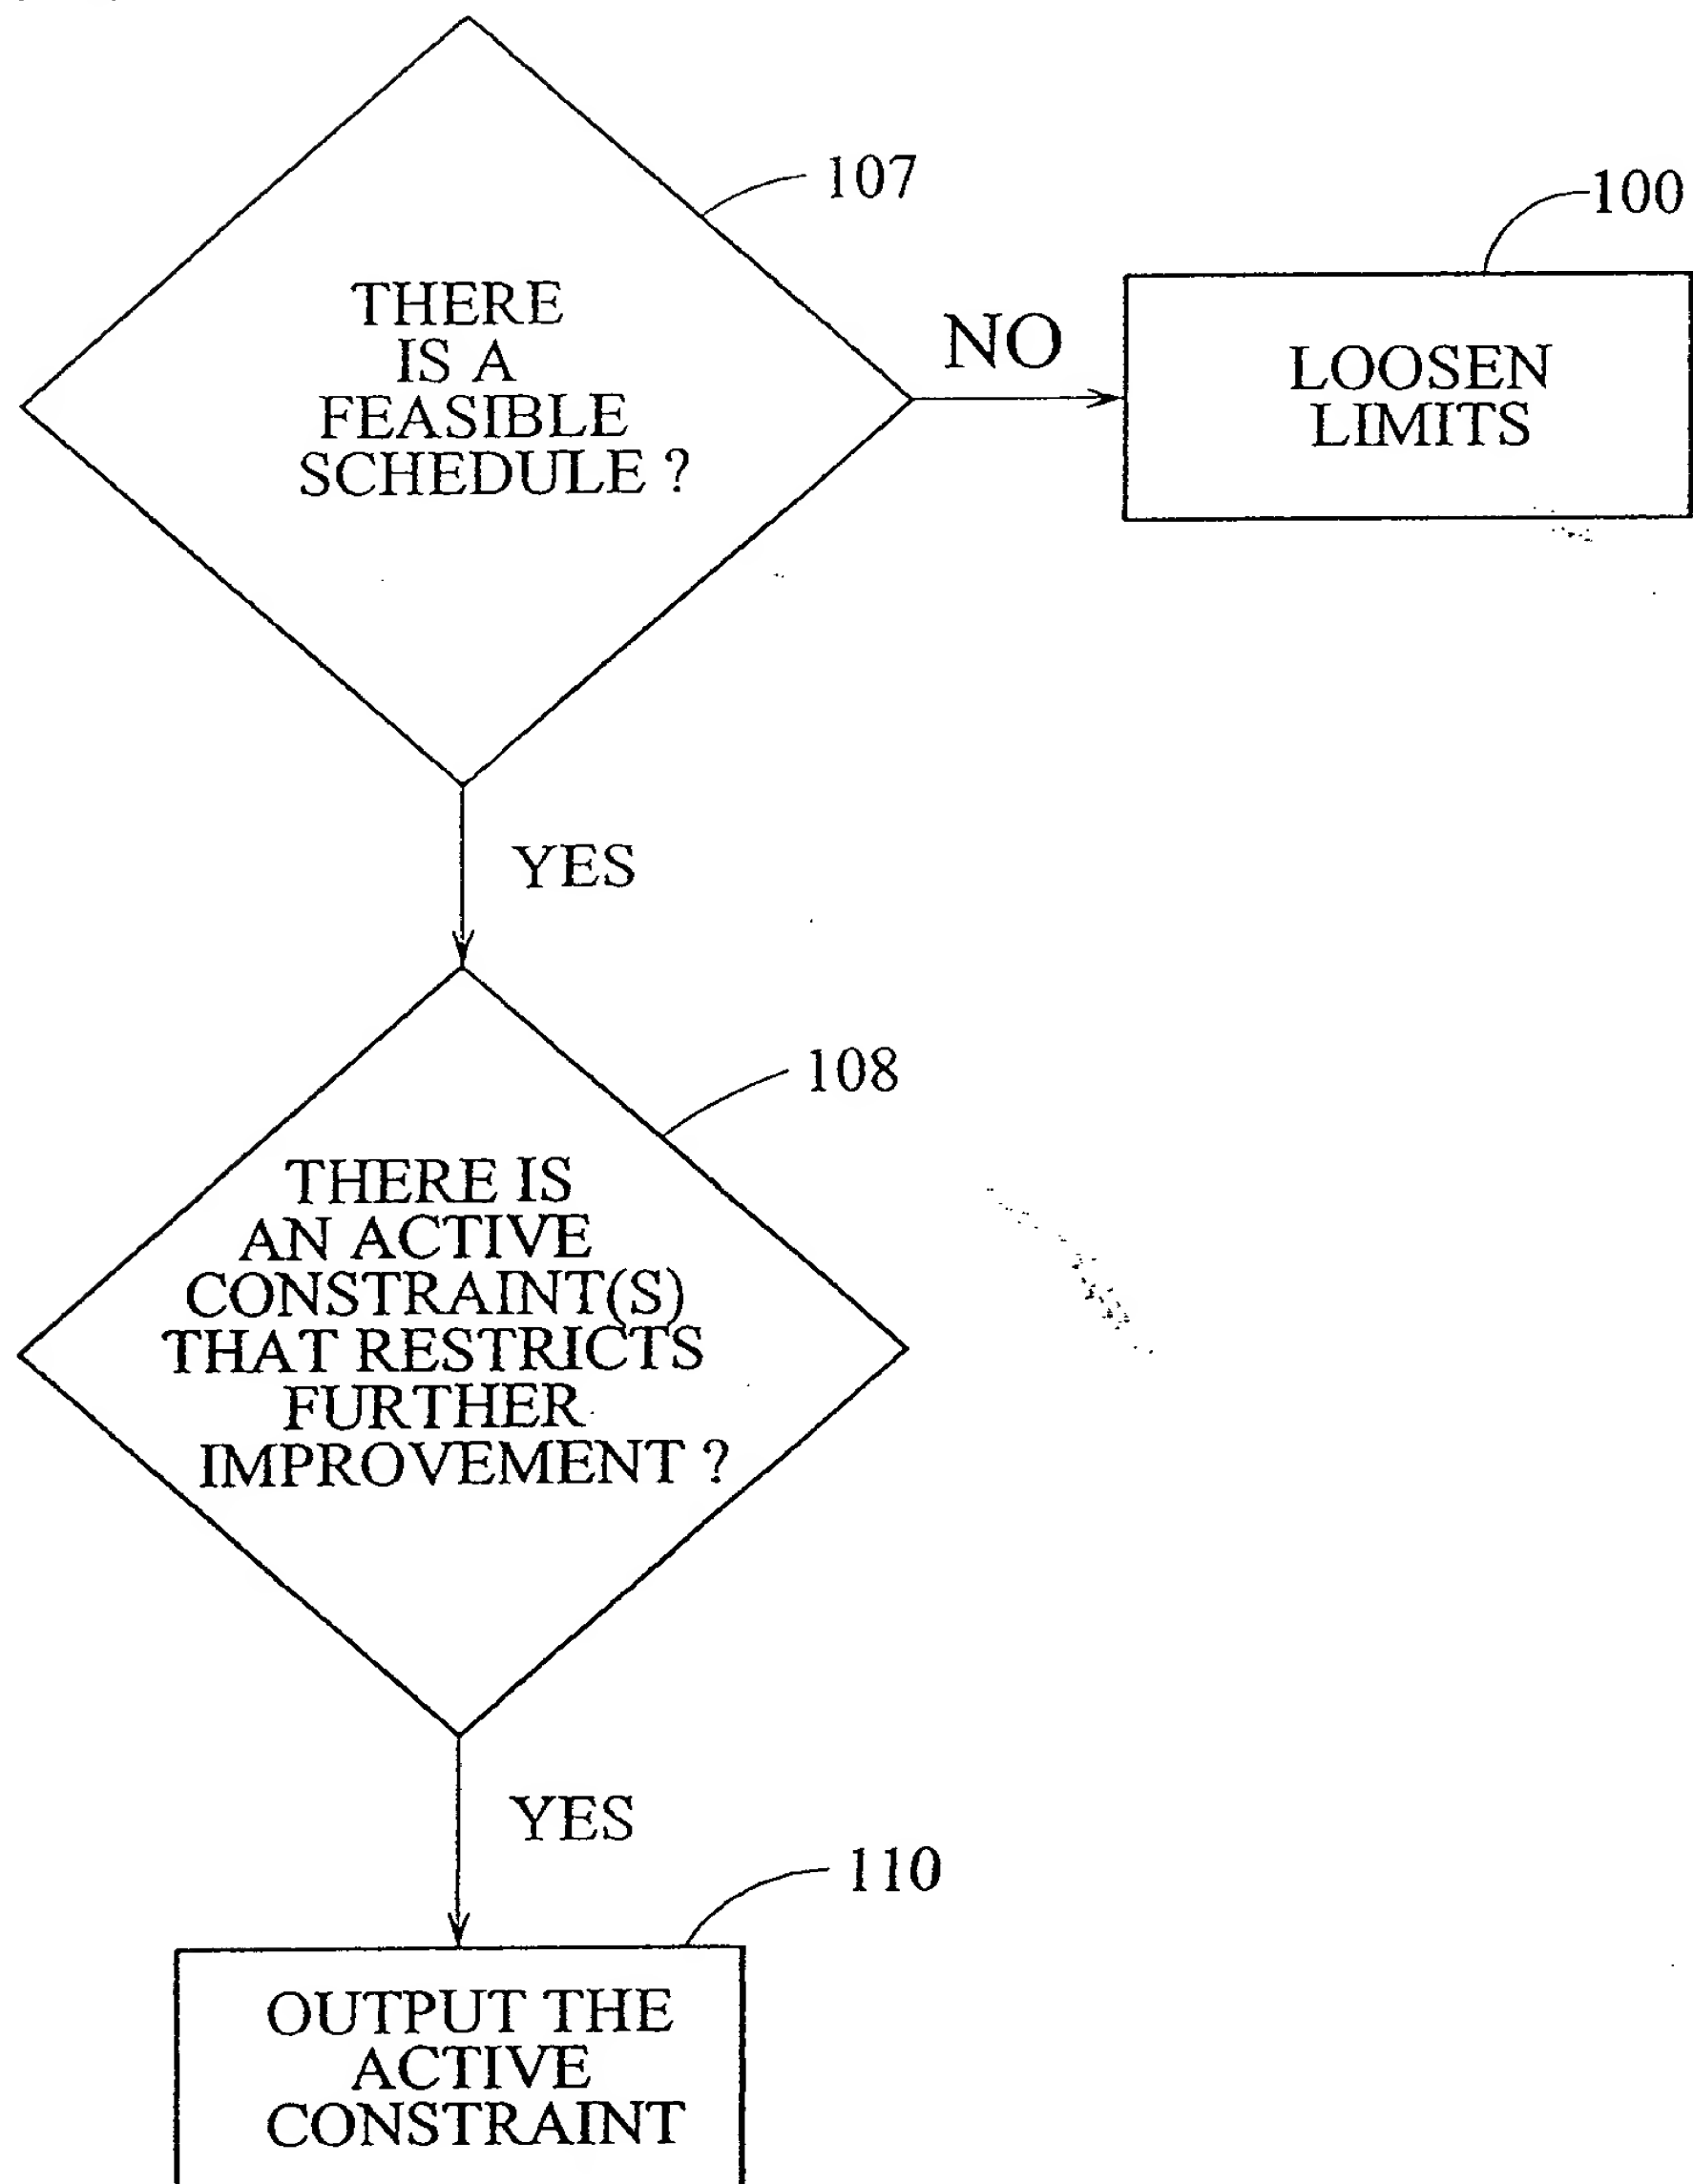 107
100
THERE
IS A
FEASIBLE
SCHEDULE ?
NO
LOOSEN
LIMITS
YES
108
THERE IS
AN ACTIVE
CONSTRAINT(S)
THAT RESTRICTS
FURTHER
IMPROVEMENT ?
YES
110
OUTPUT THE
ACTIVE
CONSTRAINT